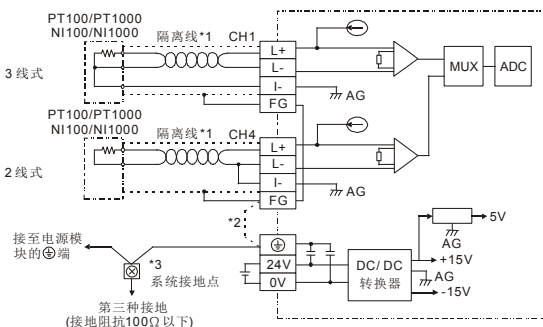 PT100/PT1000
NI100/NI1000
隔离线*1
CH1
3 线式
L+
L-
I-
FG
AG
MUX
ADC
PT100/PT1000
NI100/NI1000
隔离线*1
CH4
2 线式
L+
L-
I-
FG
AG
*2
接至电源模
块的⏚端
*3
系统接地点
第三种接地
(接地阻抗100Ω 以下)
24V
0V
DC/ DC
转换器
5V
AG
+15V
AG
-15V